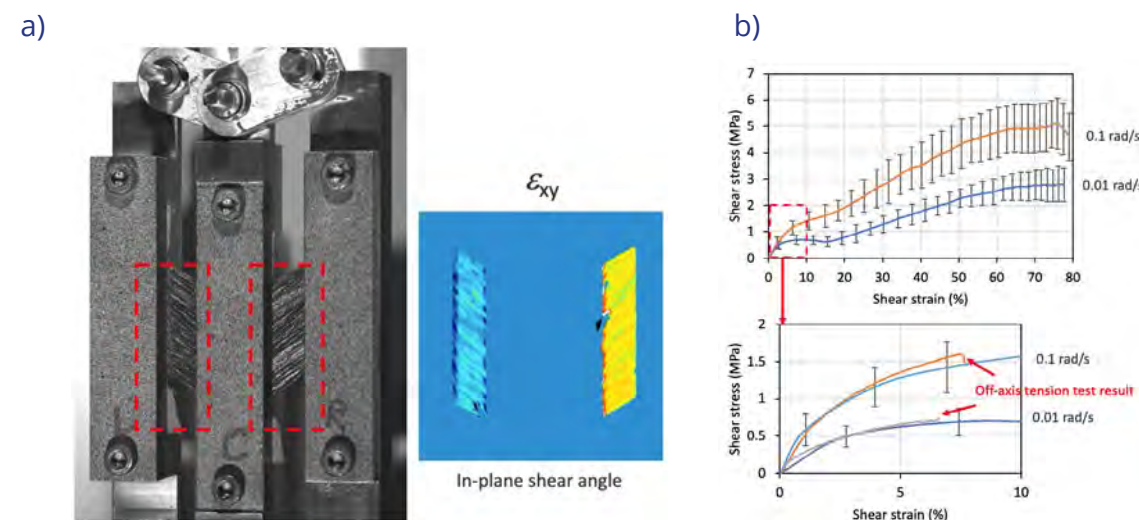 a)
b)
L
C
R
εxy
In-plane shear angle
7
6
5
4
3
2
1
0
Shear stress (MPa)
0 10 20 30 40 50 60 70 80
Shear strain (%)
0.1 rad/s
0.01 rad/s
2
1.5
1
0.5
0
Shear stress (MPa)
0 5 10
Shear strain (%)
0.1 rad/s
Off-axis tension test result
0.01 rad/s